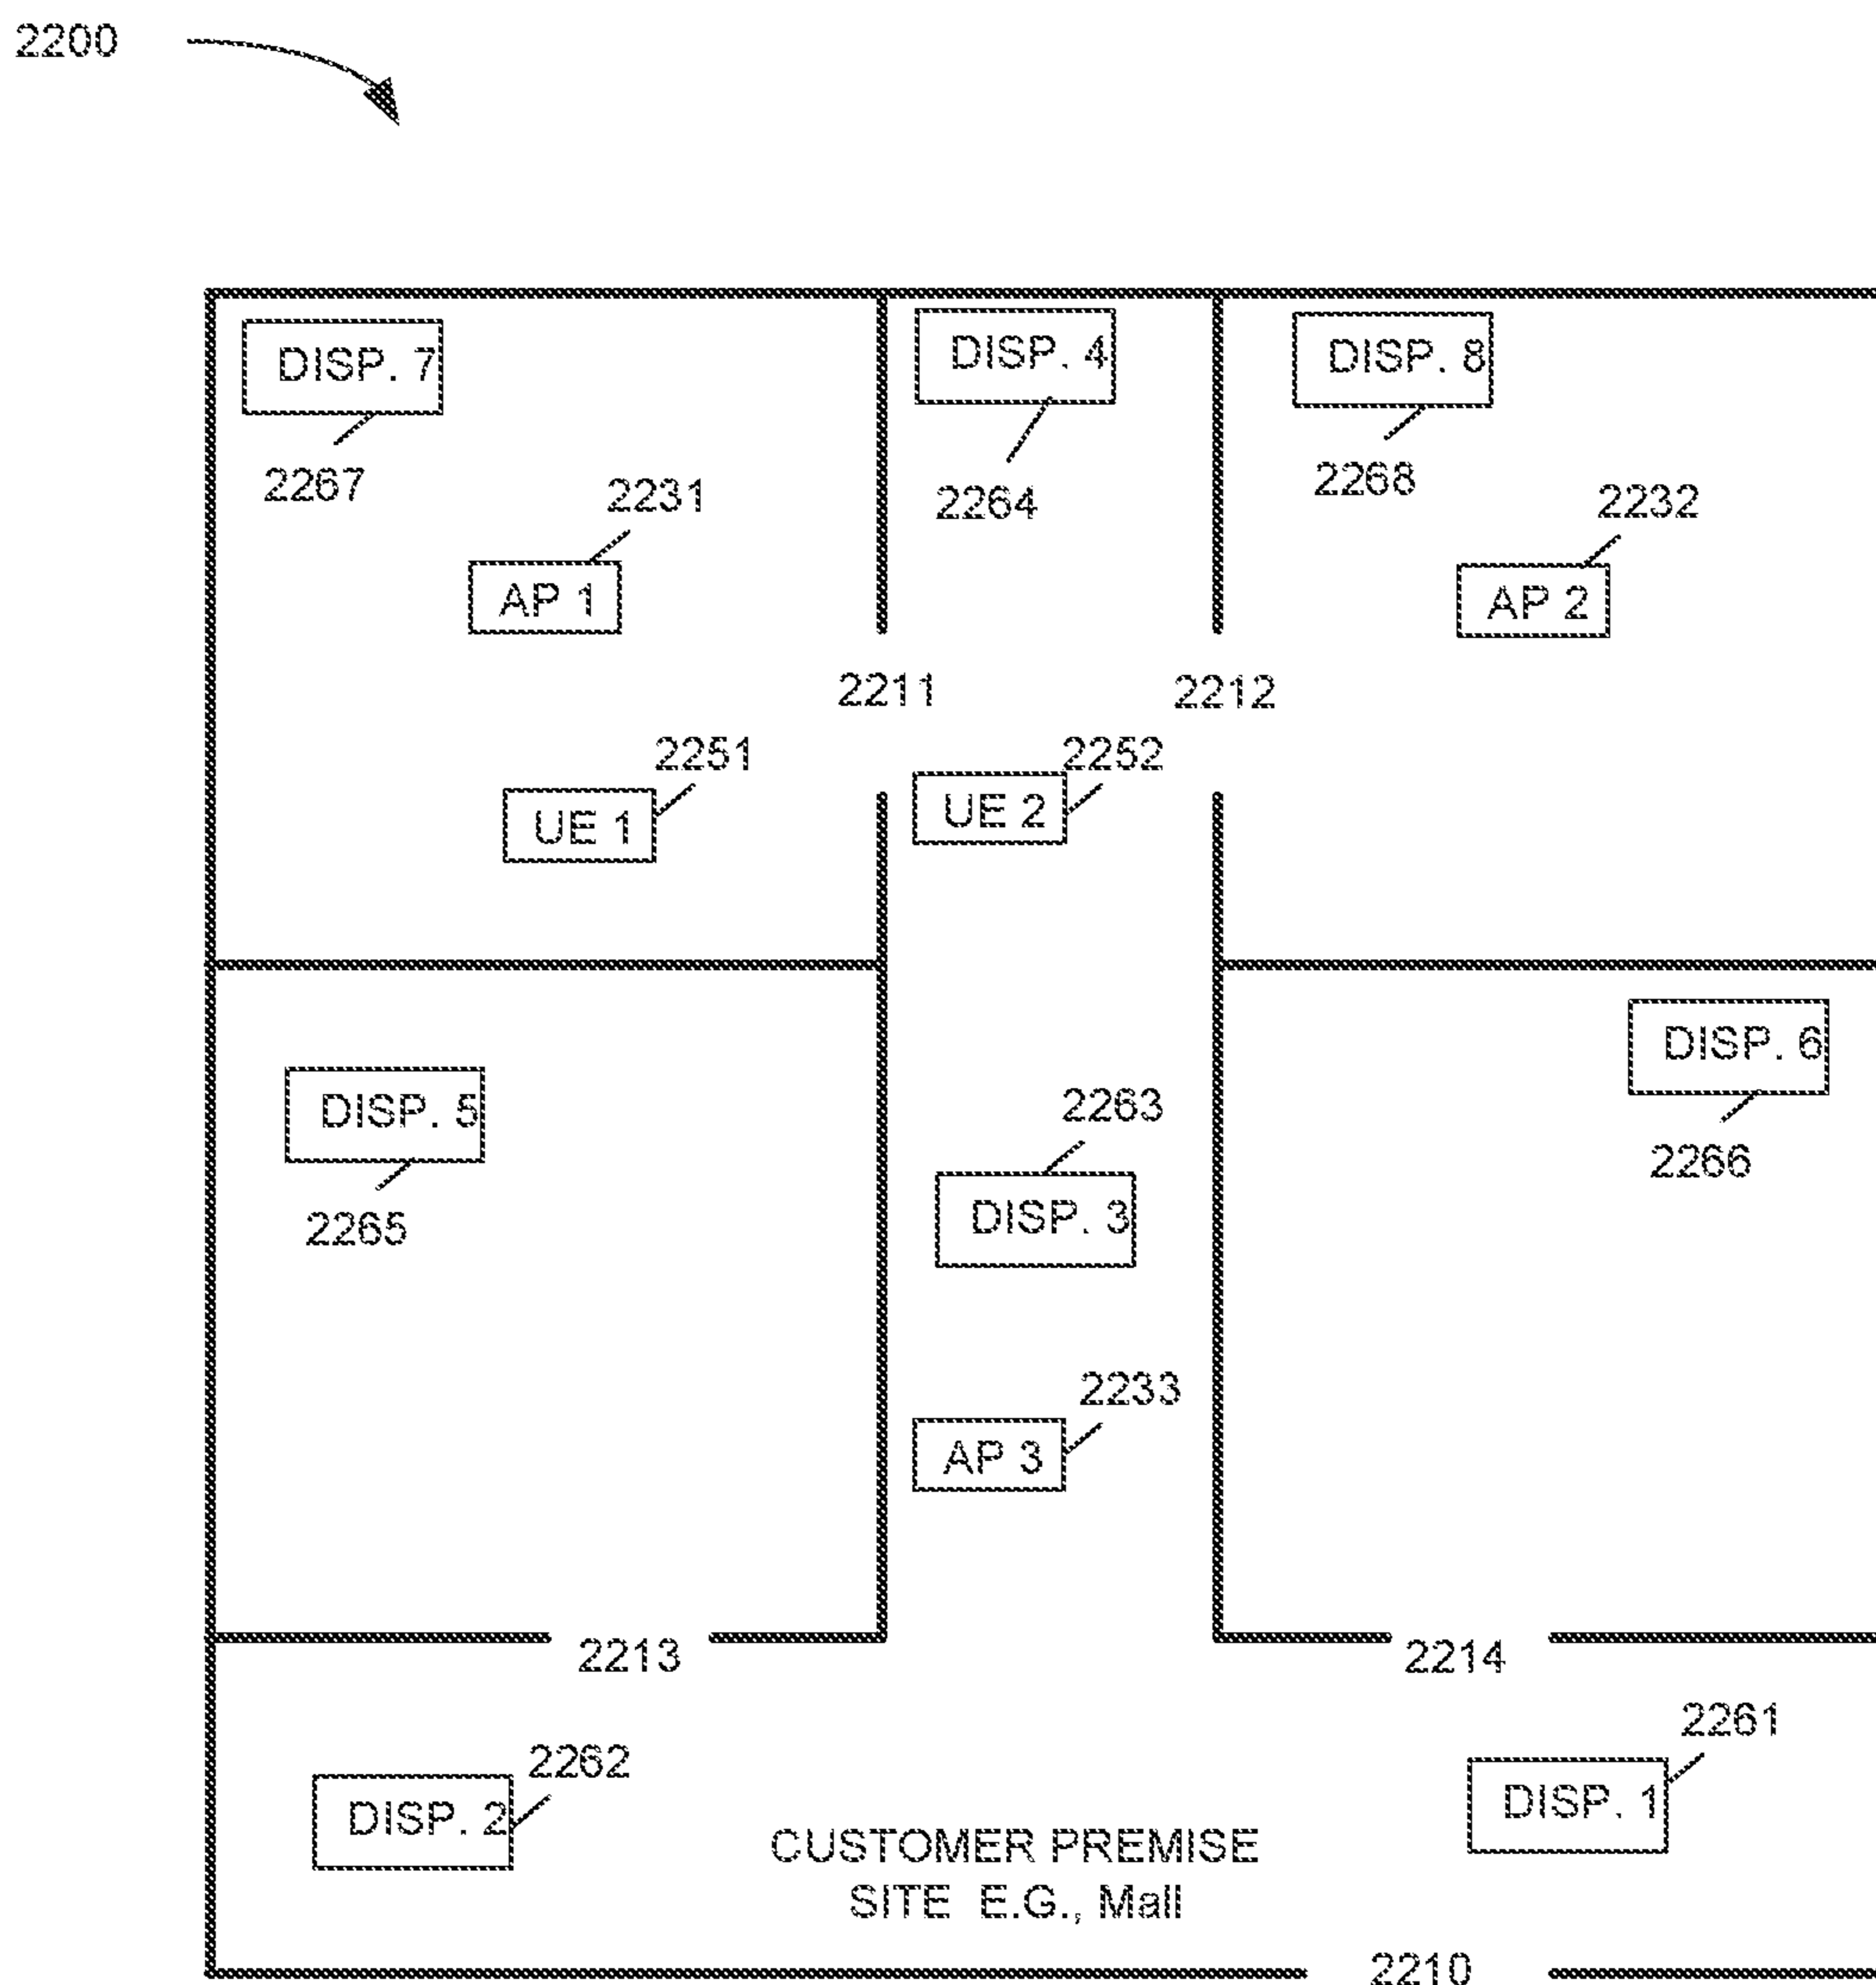 2200
DISP. 7
DISP. 4
DISP. 8
2267
2264
2268
2231
2232
AP 1
AP 2
2211
2212
2251
2252
UE 1
UE 2
DISP. 6
DISP. 5
2263
2266
2265
DISP. 3
2233
AP 3
2213
2214
2261
2262
DISP. 2
DISP. 1
CUSTOMER PREMISE
SITE E.G., Mall
2210